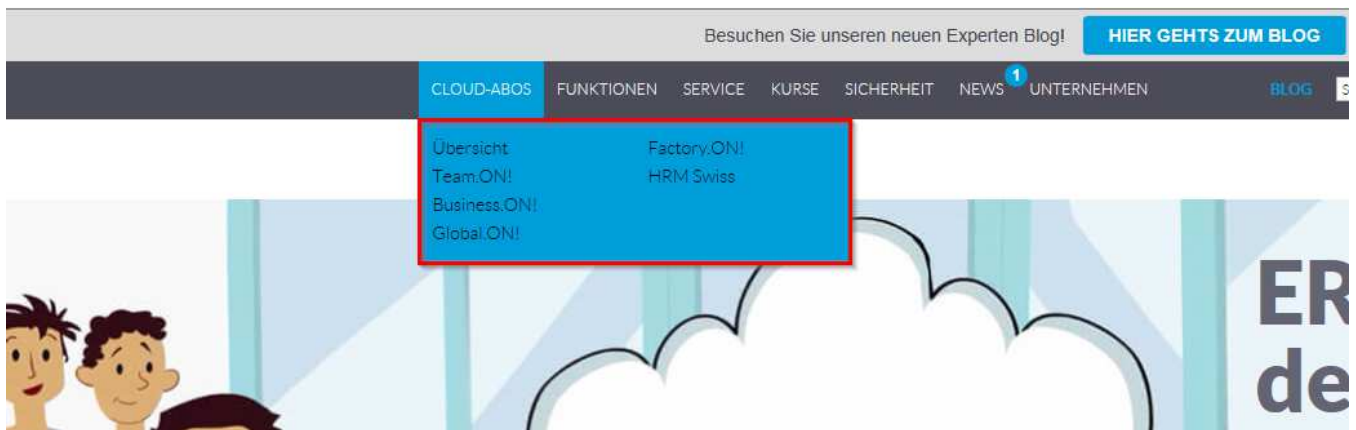 Besuchen Sie unseren neuen Experten Blog! HIER GEHTS ZUM BLOG
CLOUD-ABOS FUNKTIONEN SERVICE KURSE SICHERHEIT NEWS 1 UNTERNEHMEN BLOG S
Übersicht Factory.ON!
Team.ON! HRM Swiss
Business.ON!
Global.ON!
ER
de